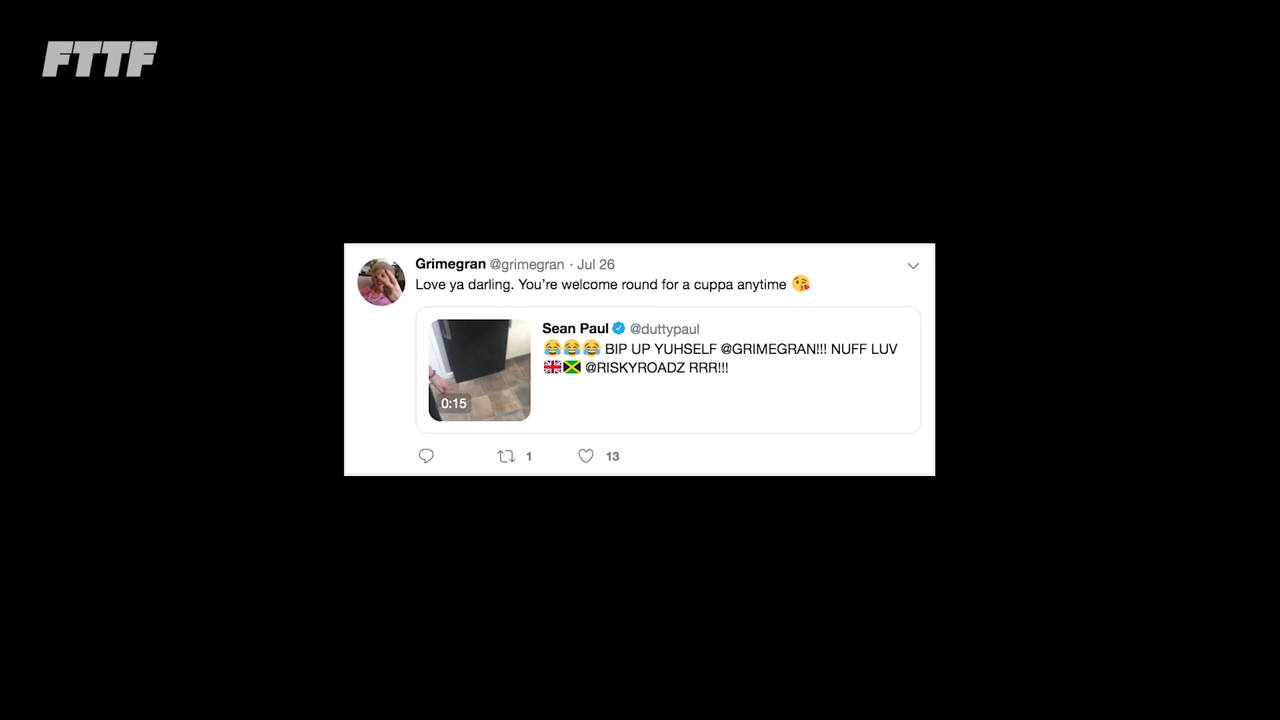 FTTF
Grimegran @grimegran · Jul 26
Love ya darling. You’re welcome round for a cuppa anytime 😘
Sean Paul @duttypaul
😂😂😂 BIP UP YUHSELF @GRIMEGRAN!!! NUFF LUV
🇬🇧🇯🇲 @RISKYROADZ RRR!!!
0:15
1 13